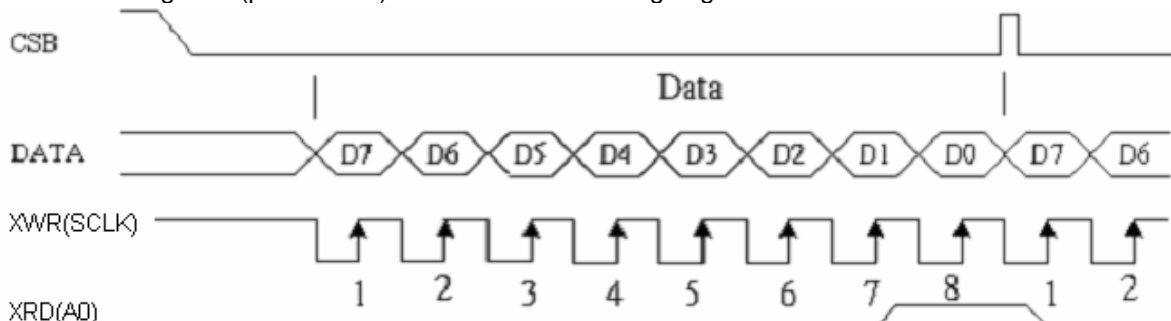 CSB
Data
DATA D7 D6 D5 D4 D3 D2 D1 D0 D7 D6
XWR(SCLK)
1 2 3 4 5 6 7 8 1 2
XRD(A0)